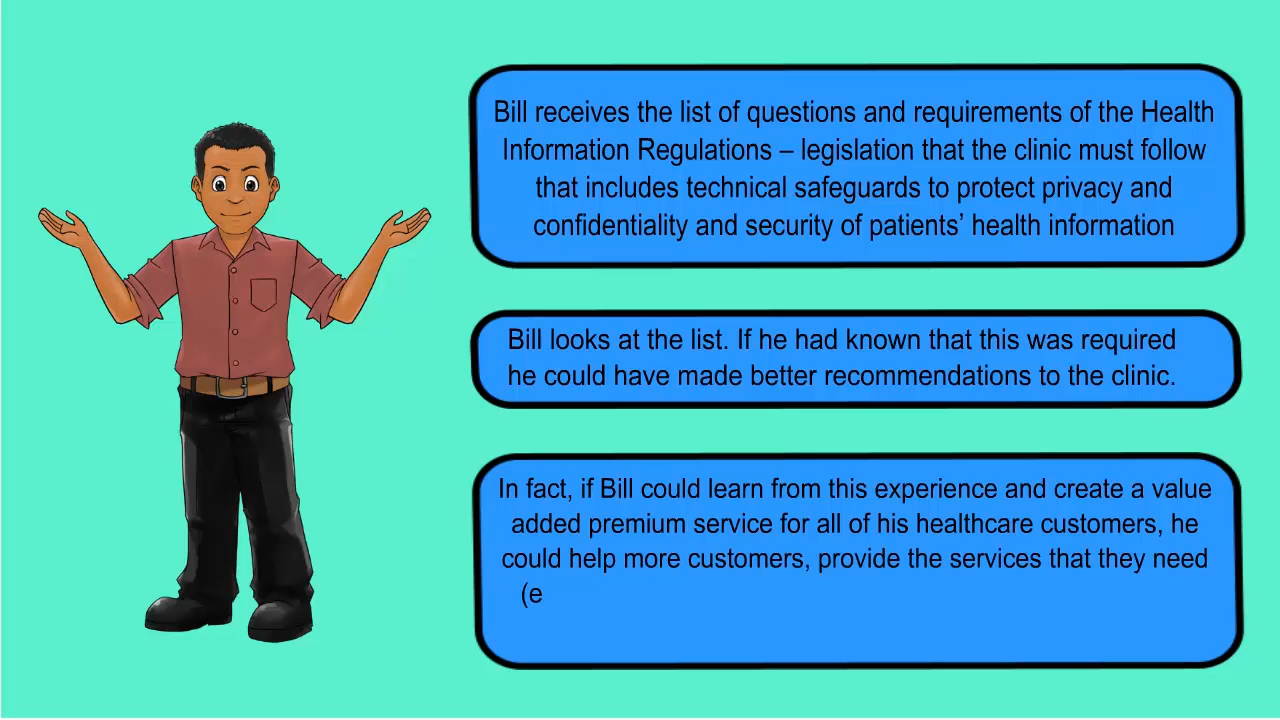 Bill receives the list of questions and requirements of the Health
Information Regulations – legislation that the clinic must follow
that includes technical safeguards to protect privacy and
confidentiality and security of patients’ health information
Bill looks at the list. If he had known that this was required
he could have made better recommendations to the clinic.
In fact, if Bill could learn from this experience and create a value
added premium service for all of his healthcare customers, he
could help more customers, provide the services that they need
(e